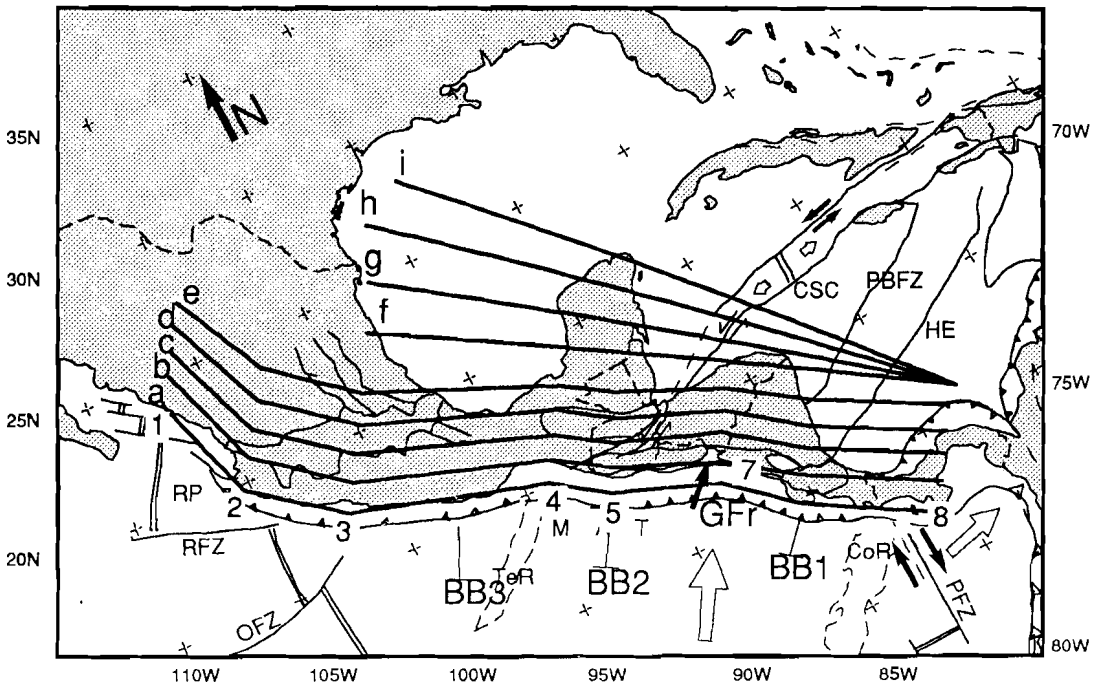 N
35N
70W
i
h
g
f
30N
CSC
PBFZ
HE
e
d
c
b
a
75W
25N
1
RP
2
3
4
5
7
8
M
T
GFr
RFZ
20N
TeR
BB3
BB2
BB1
CoR
PFZ
OFZ
80W
110W
105W
100W
95W
90W
85W